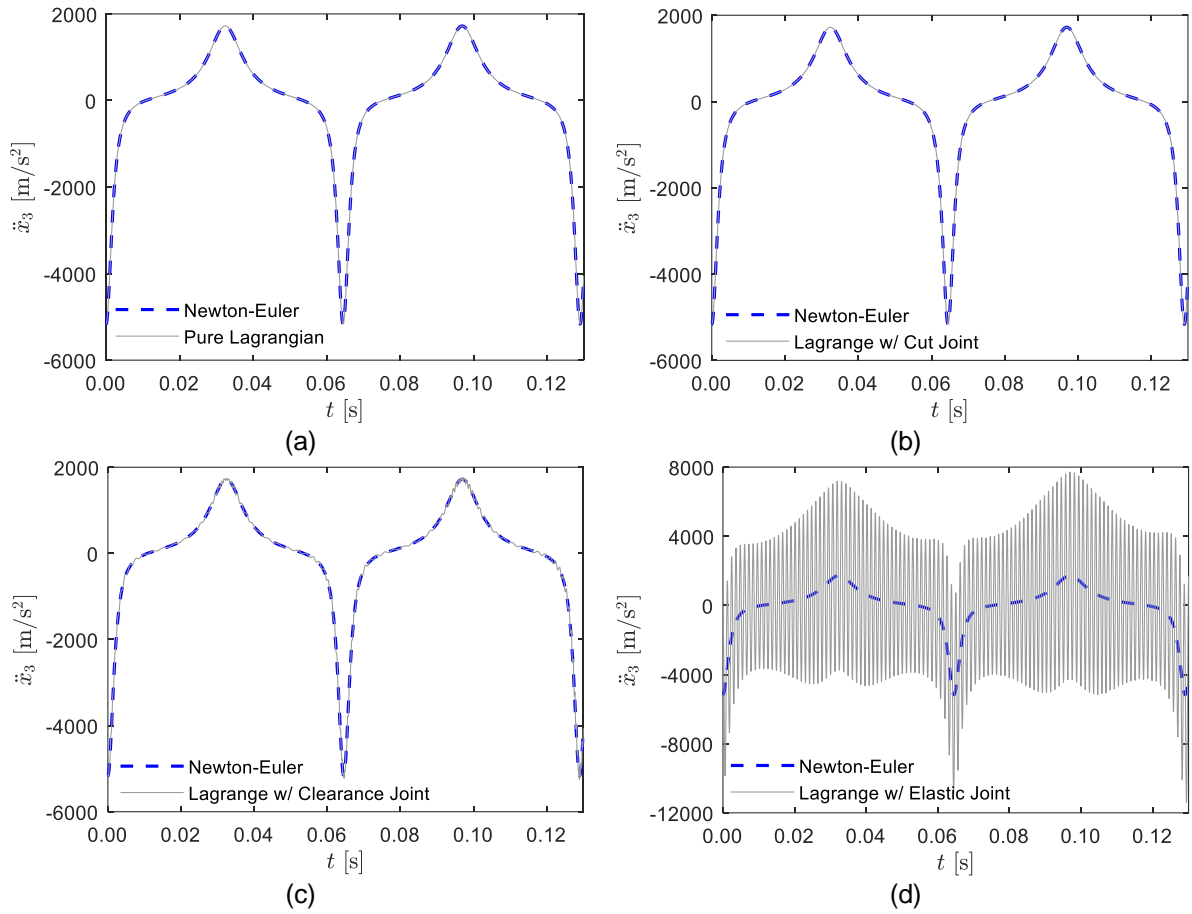 2000
0
-2000
-4000
-6000
ẍ₃ [m/s²]
Newton-Euler
Pure Lagrangian
0.00 0.02 0.04 0.06 0.08 0.10 0.12
t [s]
(a)
2000
0
-2000
-4000
-6000
ẍ₃ [m/s²]
Newton-Euler
Lagrange w/ Cut Joint
0.00 0.02 0.04 0.06 0.08 0.10 0.12
t [s]
(b)
2000
0
-2000
-4000
-6000
ẍ₃ [m/s²]
Newton-Euler
Lagrange w/ Clearance Joint
0.00 0.02 0.04 0.06 0.08 0.10 0.12
t [s]
(c)
8000
4000
0
-4000
-8000
-12000
ẍ₃ [m/s²]
Newton-Euler
Lagrange w/ Elastic Joint
0.00 0.02 0.04 0.06 0.08 0.10 0.12
t [s]
(d)